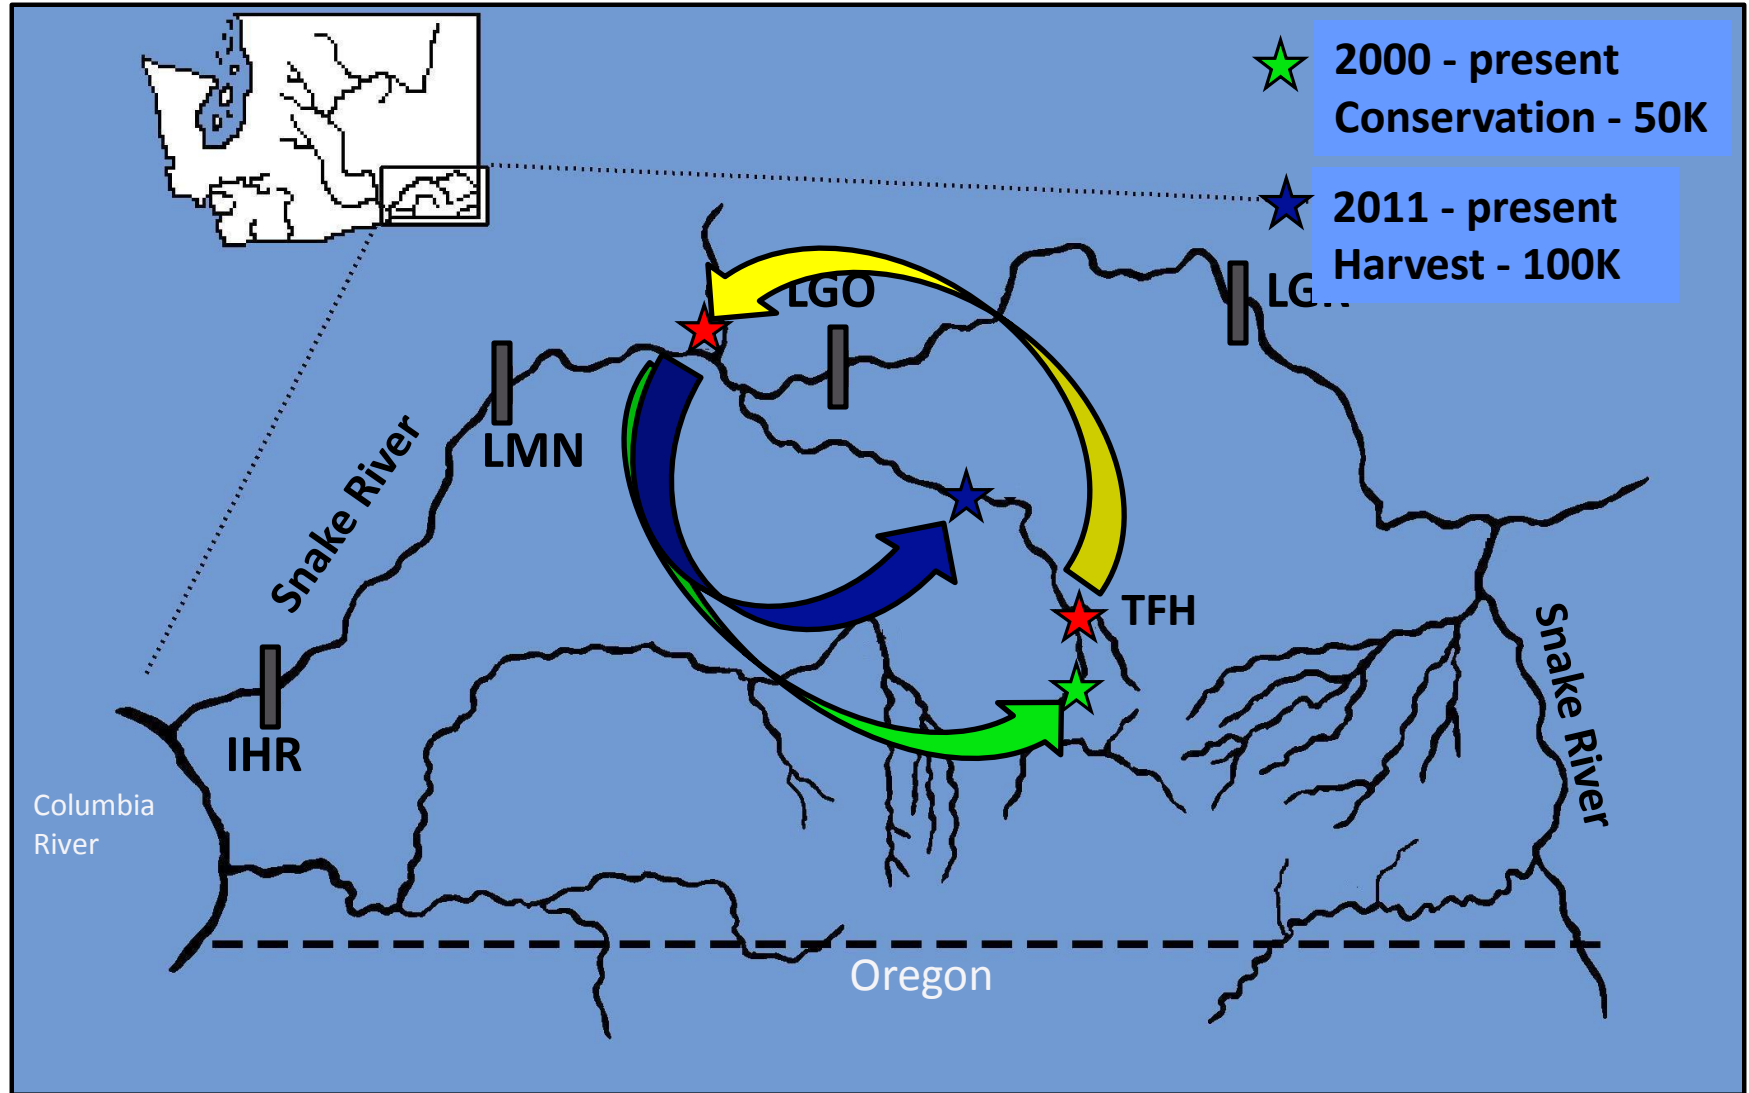 2000 - present
Conservation - 50K
2011 - present
Harvest - 100K
LGO
LMN
Snake River
TFH
Snake River
IHR
Columbia
River
Oregon